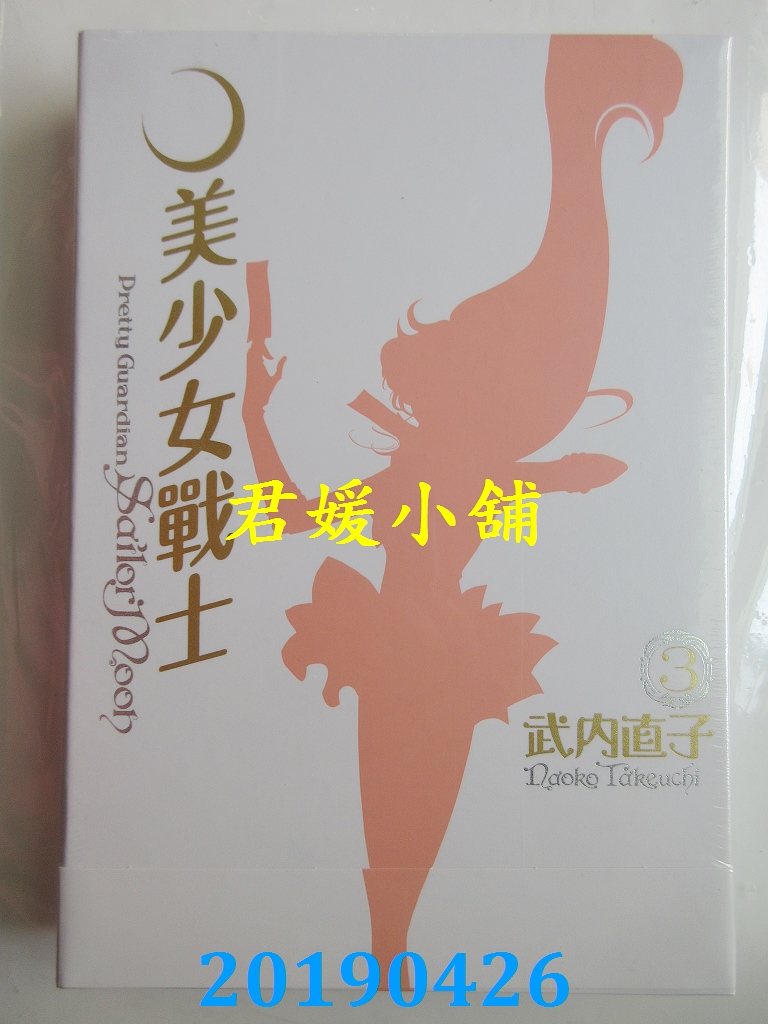 美少女戰士
Pretty Guardian
Sailor Moon
君媛小舖
3
武内直子
Naoko Takeuchi
20190426